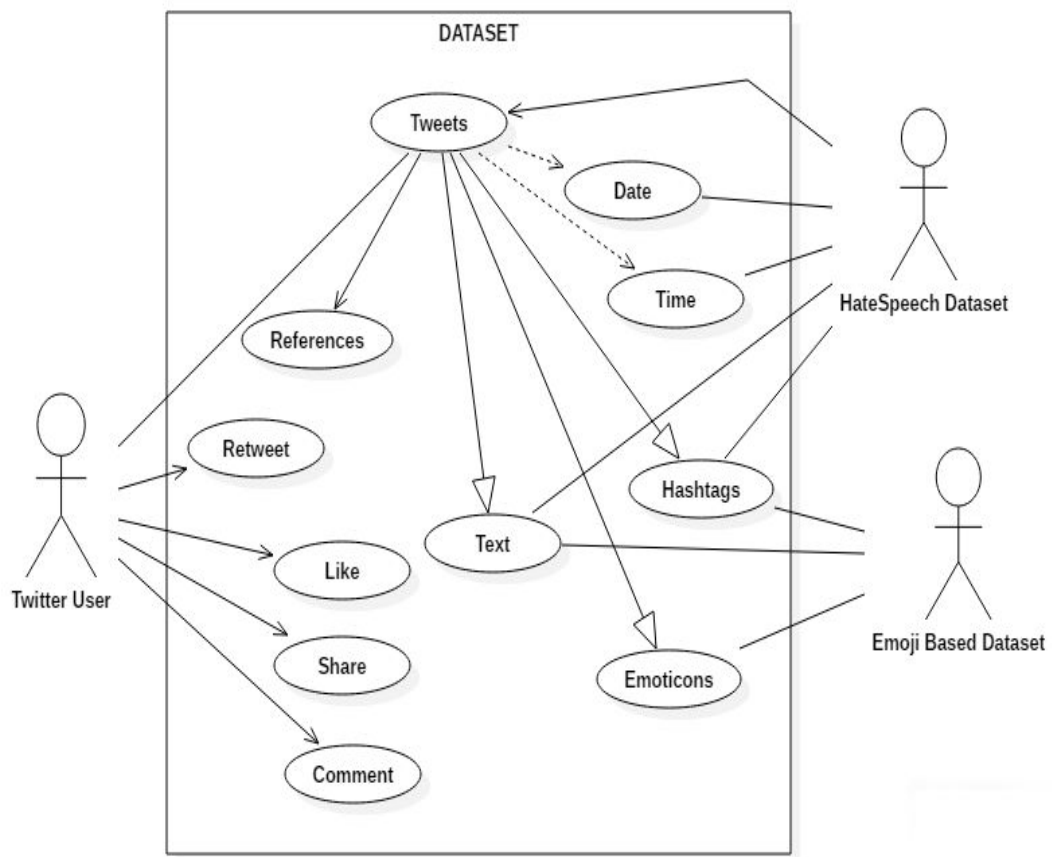 DATASET
Tweets
Date
Time
HateSpeech Dataset
References
Retweet
Hashtags
Text
Like
Twitter User
Emoji Based Dataset
Share
Emoticons
Comment